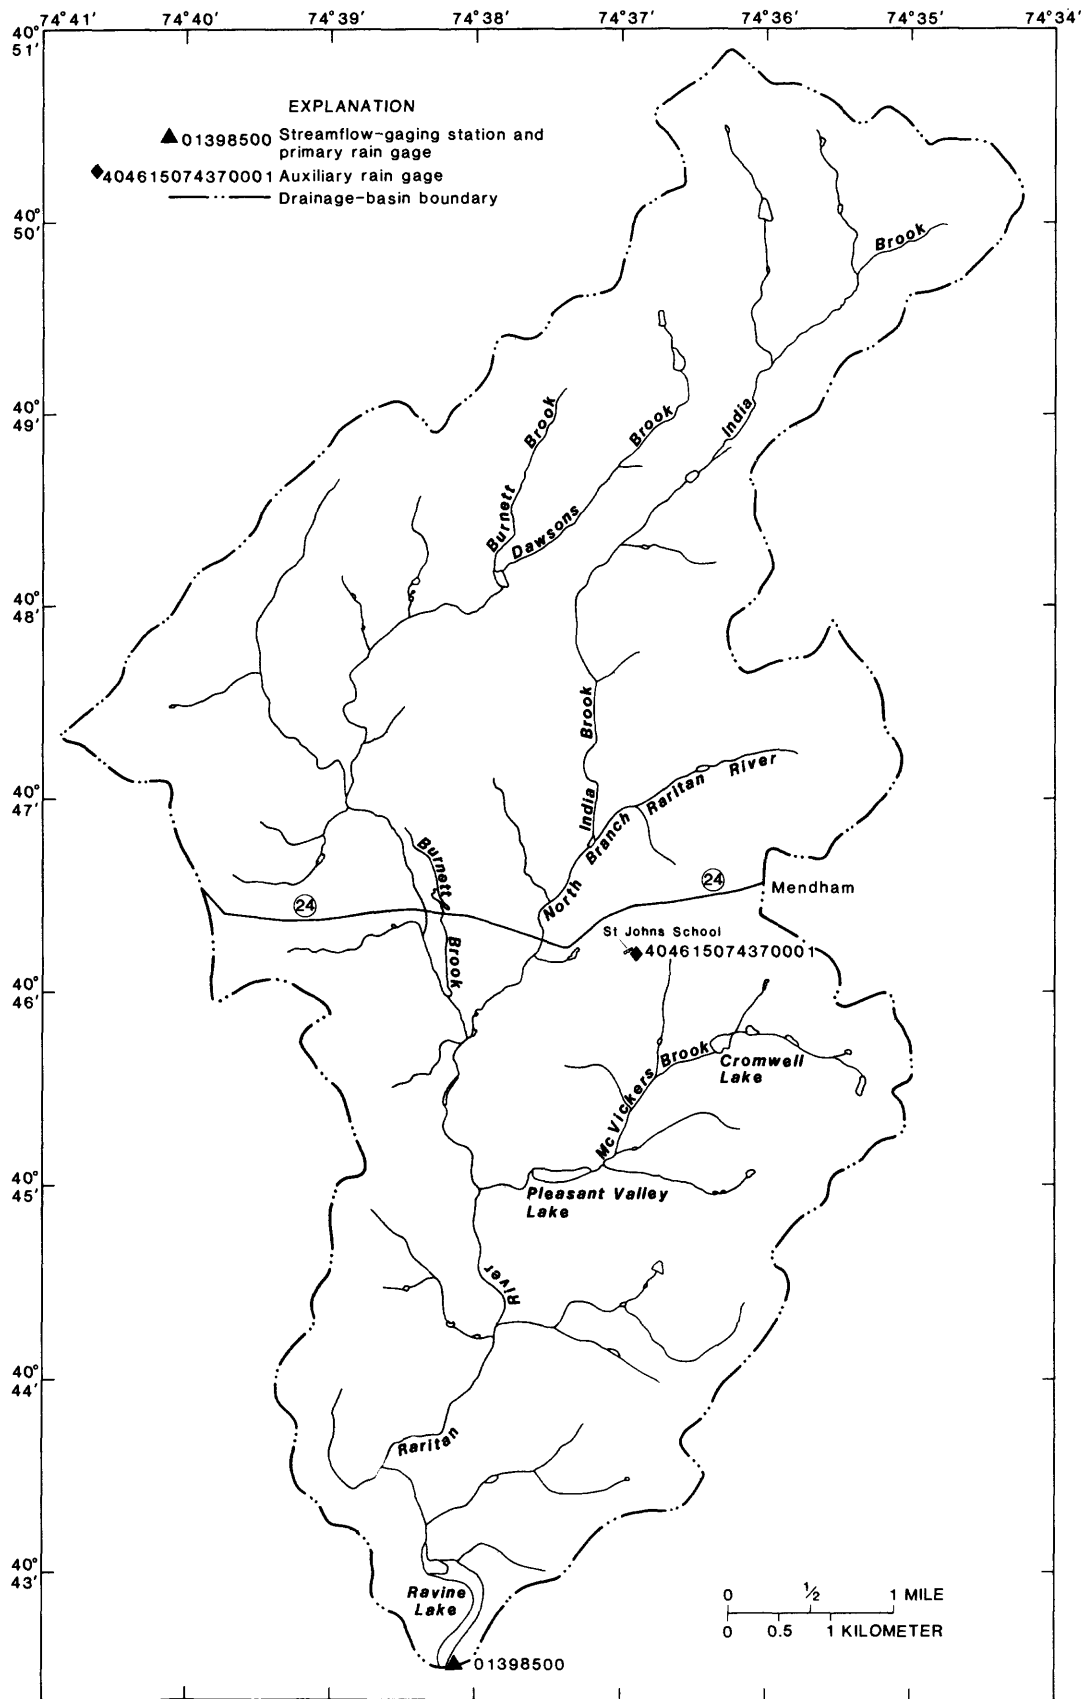 74°41' 74°40' 74°39' 74°38' 74°37' 74°36' 74°35' 74°34'
40°
51'
EXPLANATION
01398500 Streamflow-gaging station and
primary rain gage
404615074370001 Auxiliary rain gage
Drainage-basin boundary
40°
50'
Brook
40°
49'
Brook
Brook
India
Burnett
Dawsons
40°
48'
Brook
India
River
Raritan
Branch
North
40°
47'
Burnett
Brook
24
24
Mendham
St Johns School
404615074370001
40°
46'
Brook
McVickers
Cromwell
Lake
40°
45'
Pleasant Valley
Lake
River
40°
44'
Raritan
40°
43'
Ravine
Lake
0 ½ 1 MILE
0 0.5 1 KILOMETER
01398500